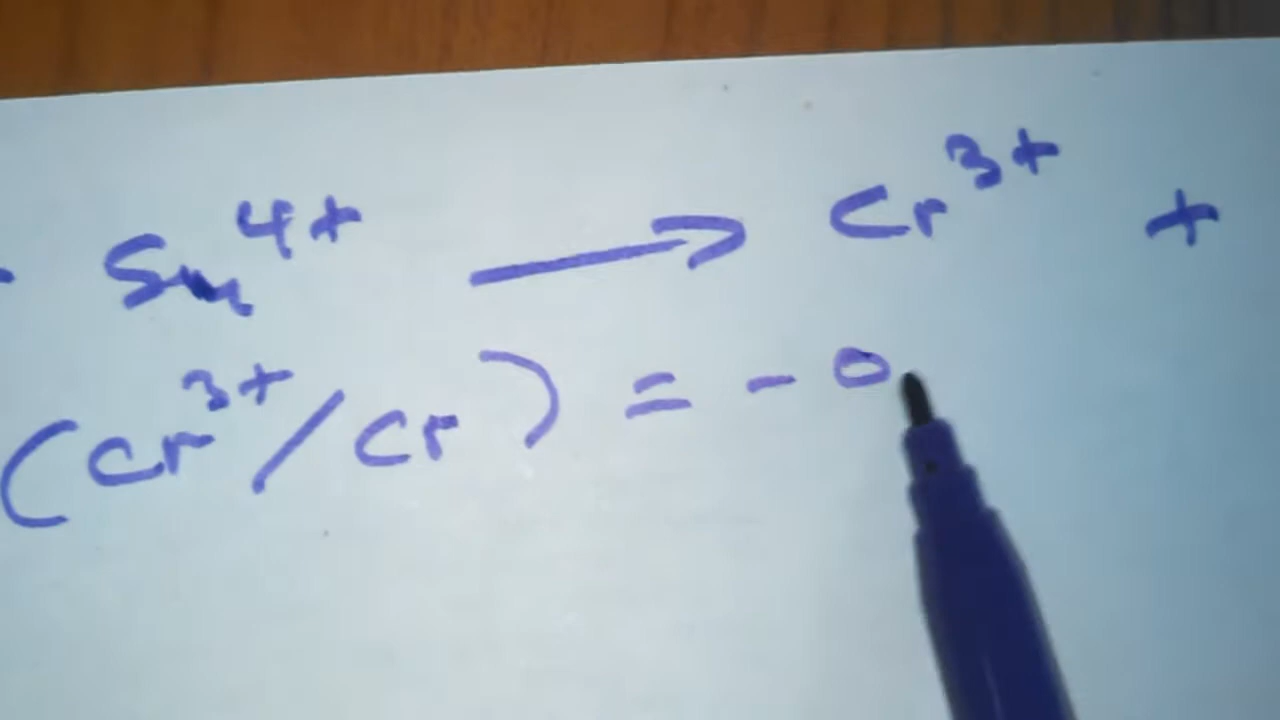 Sn⁴⁺ → Cr³⁺ +
(Cr³⁺/Cr) = - 0